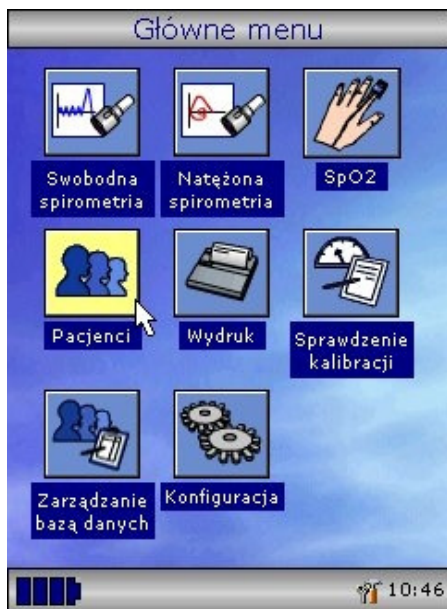 Główne menu
Swobodna
spirometria
Natężona
spirometria
SpO2
Pacjenci
Wydruk
Sprawdzenie
kalibracji
Zarządzanie
bazą danych
Konfiguracja
10:46